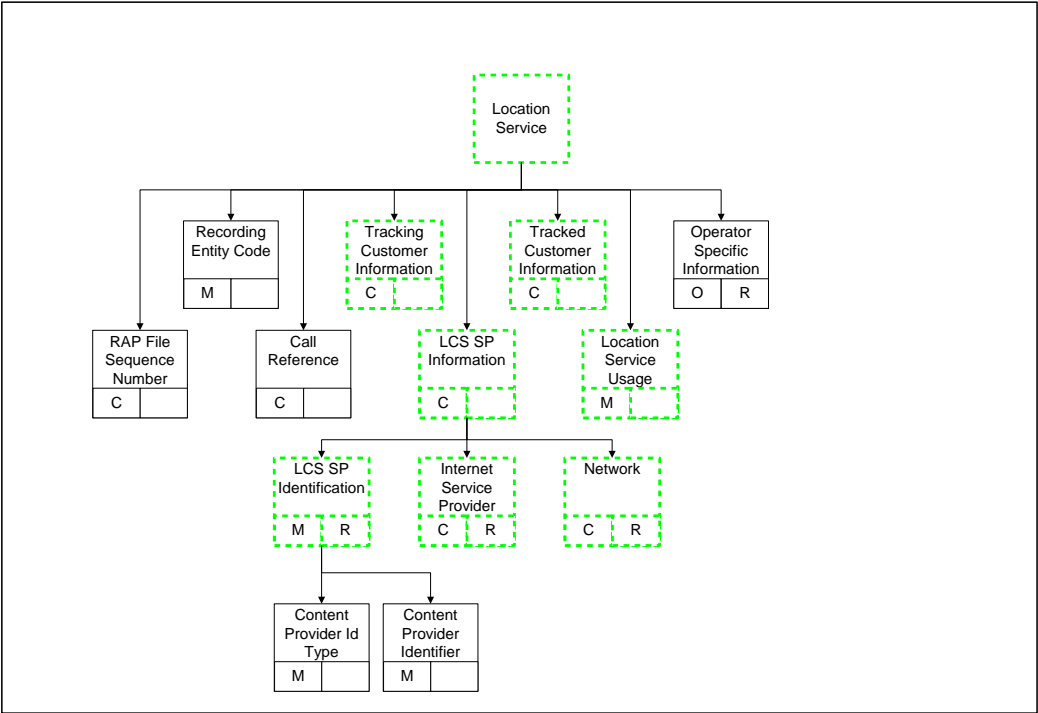 Location
Service
Recording
Entity Code
M
Tracking
Customer
Information
C
Tracked
Customer
Information
C
Operator
Specific
Information
O R
RAP File
Sequence
Number
C
Call
Reference
C
LCS SP
Information
C
Location
Service
Usage
M
LCS SP
Identification
M R
Internet
Service
Provider
C R
Network
C R
Content
Provider Id
Type
M
Content
Provider
Identifier
M